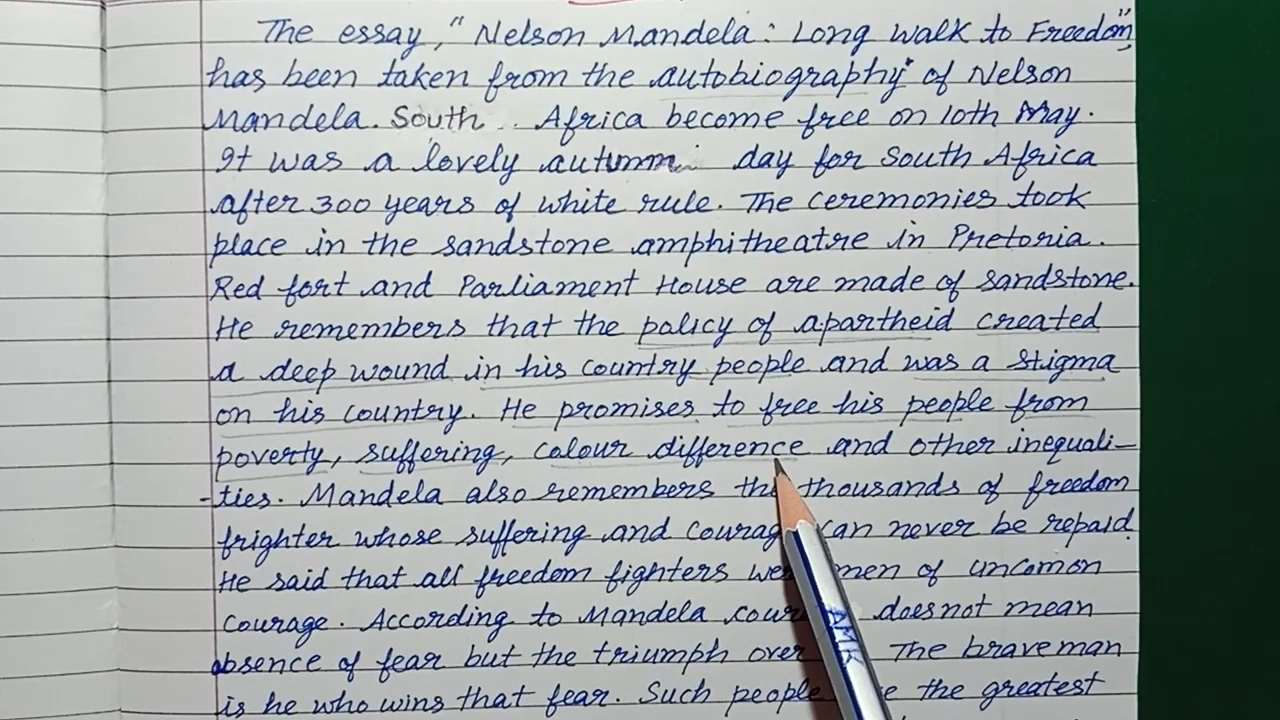 The essay, "Nelson Mandela: Long walk to Freedom"
has been taken from the autobiography of Nelson
Mandela. South Africa become free on 10th May.
It was a lovely autumn day for South Africa
after 300 years of white rule. The ceremonies took
place in the sandstone amphitheatre in Pretoria.
Red fort and Parliament House are made of sandstone.
He remembers that the policy of apartheid created
a deep wound in his country people and was a stigma
on his country. He promises to free his people from
poverty, suffering, colour difference and other inequali-
-ties. Mandela also remembers the thousands of freedom
frighter whose suffering and courag can never be repaid.
He said that all freedom fighters wer men of uncomon
courage. According to Mandela cour does not mean
absence of fear but the triumph over The brave man
is he who wins that fear. Such people the greatest
AMK